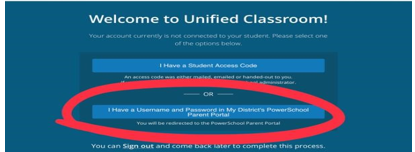 Welcome to Unified Classroom!
Your account currently is not connected to your student. Please select one
of the options below.
I Have a Student Access Code
An access code was either mailed, emailed or handed-out to you.
administrator.
OR
I Have a Username and Password in My District's PowerSchool
Parent Portal
You will be redirected to the PowerSchool Parent Portal
You can Sign out and come back later to complete this process.